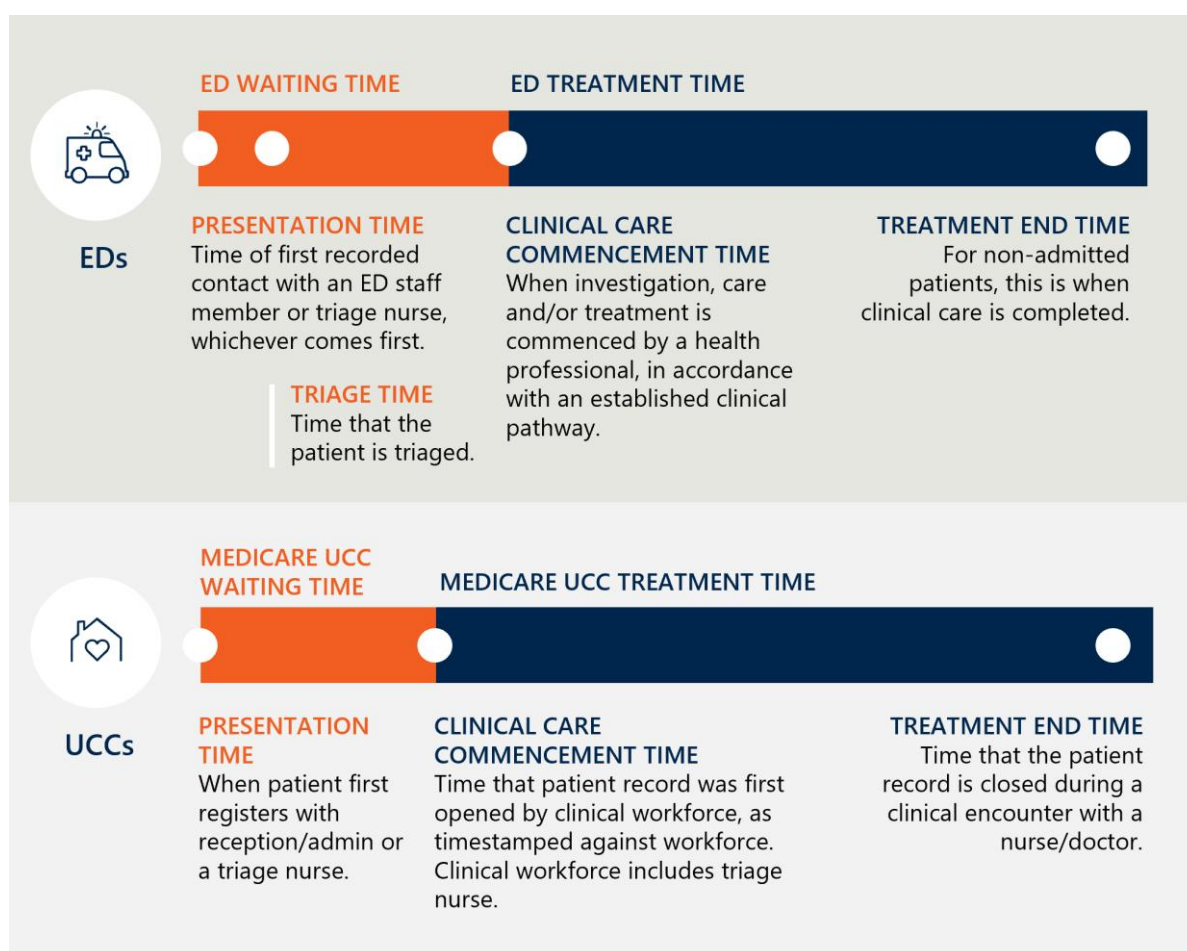 ED WAITING TIME
ED TREATMENT TIME
EDs
PRESENTATION TIME
Time of first recorded
contact with an ED staff
member or triage nurse,
whichever comes first.
TRIAGE TIME
Time that the
patient is triaged.
CLINICAL CARE
COMMENCEMENT TIME
When investigation, care
and/or treatment is
commenced by a health
professional, in accordance
with an established clinical
pathway.
TREATMENT END TIME
For non-admitted
patients, this is when
clinical care is completed.
MEDICARE UCC
WAITING TIME
MEDICARE UCC TREATMENT TIME
UCCs
PRESENTATION
TIME
When patient first
registers with
reception/admin or
a triage nurse.
CLINICAL CARE
COMMENCEMENT TIME
Time that patient record was first
opened by clinical workforce, as
timestamped against workforce.
Clinical workforce includes triage
nurse.
TREATMENT END TIME
Time that the patient
record is closed during a
clinical encounter with a
nurse/doctor.